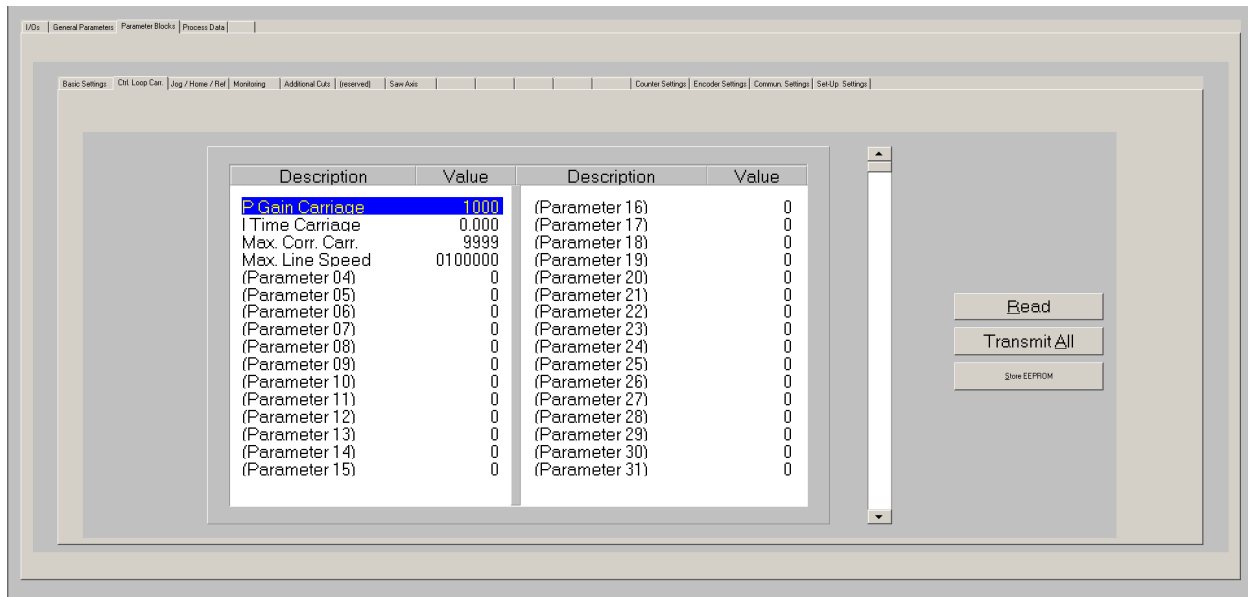 I/Os General Parameters Parameter Blocks Process Data
Basic Settings Ctrl. Loop Carr. Jog / Home / Ref Monitoring Additional Cuts (reserved) Saw Axis Counter Settings Encoder Settings Commun. Settings Set-Up Settings
Description Value Description Value
P Gain Carriage 1000 (Parameter 16) 0
I Time Carriage 0.000 (Parameter 17) 0
Max. Corr. Carr. 9999 (Parameter 18) 0
Max. Line Speed 0100000 (Parameter 19) 0
(Parameter 04) 0 (Parameter 20) 0
(Parameter 05) 0 (Parameter 21) 0
(Parameter 06) 0 (Parameter 22) 0
(Parameter 07) 0 (Parameter 23) 0
(Parameter 08) 0 (Parameter 24) 0
(Parameter 09) 0 (Parameter 25) 0
(Parameter 10) 0 (Parameter 26) 0
(Parameter 11) 0 (Parameter 27) 0
(Parameter 12) 0 (Parameter 28) 0
(Parameter 13) 0 (Parameter 29) 0
(Parameter 14) 0 (Parameter 30) 0
(Parameter 15) 0 (Parameter 31) 0
Read
Transmit All
Store EEPROM